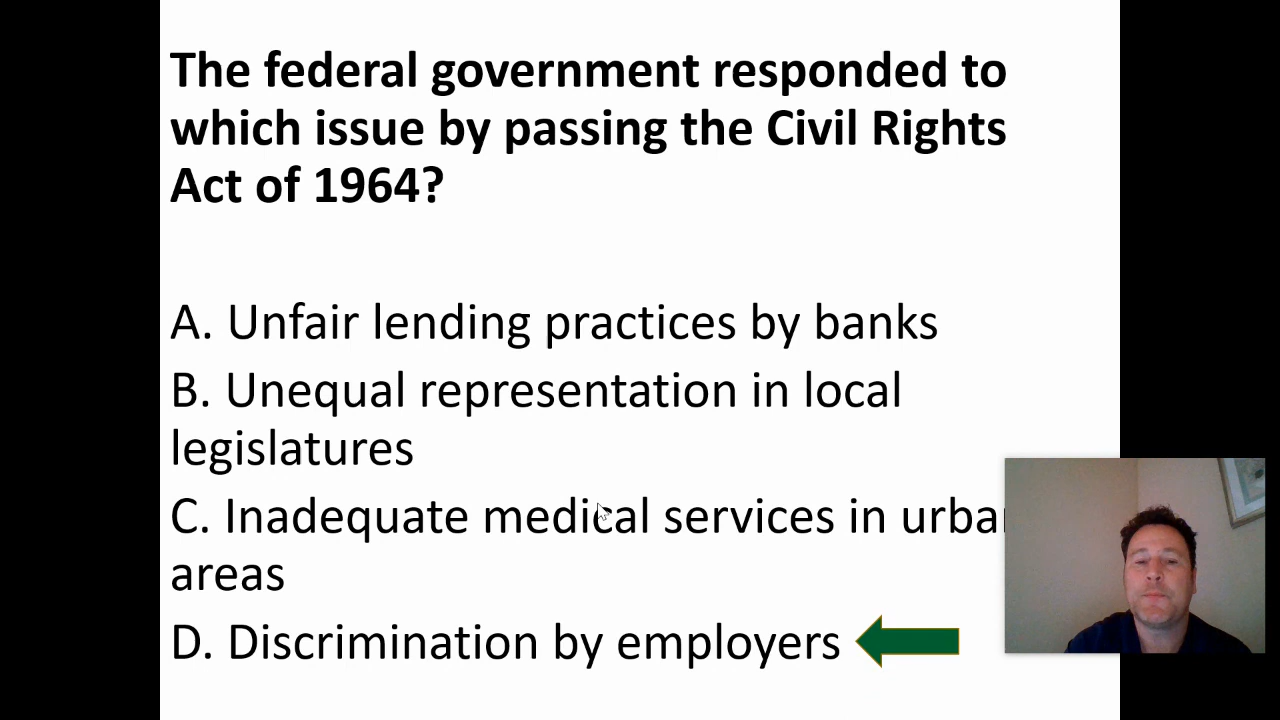 The federal government responded to
which issue by passing the Civil Rights
Act of 1964?
A. Unfair lending practices by banks
B. Unequal representation in local
legislatures
C. Inadequate medical services in urban
areas
D. Discrimination by employers